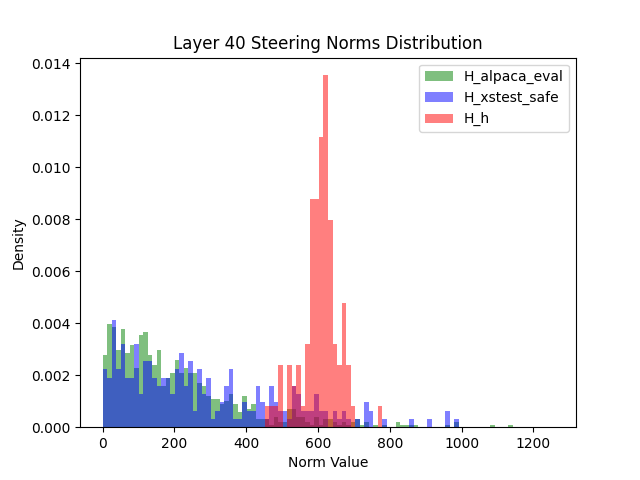 Layer 40 Steering Norms Distribution
H_alpaca_eval
H_xstest_safe
H_h
0.014
0.012
0.010
0.008
0.006
0.004
0.002
0.000
Density
0 200 400 600 800 1000 1200
Norm Value